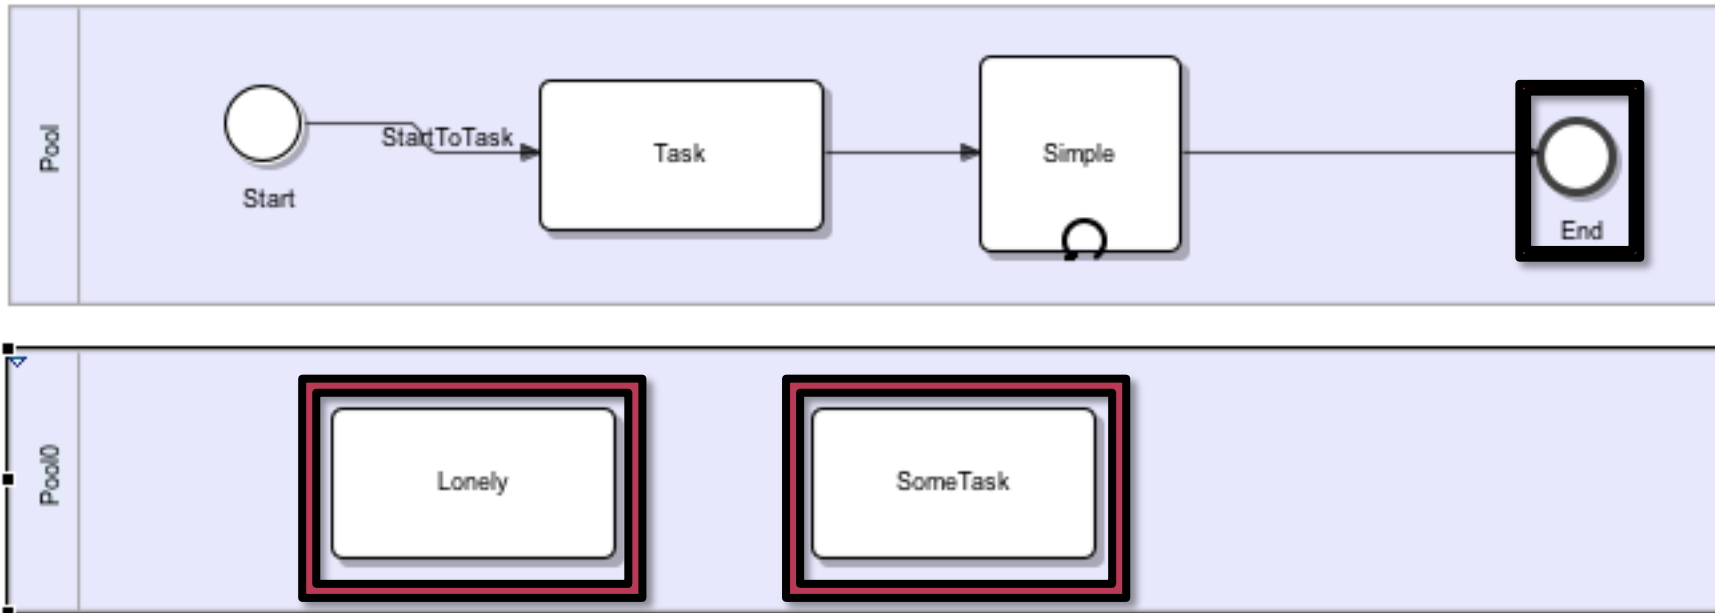 Pool
StartToTask
Task
Simple
Start
End
Pool0
Lonely
SomeTask